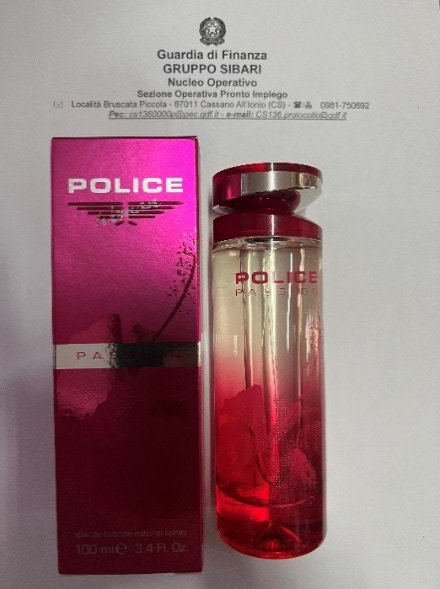 Guardia di Finanza
GRUPPO SIBARI
Nucleo Operativo
Sezione Operativa Pronto Impiego
Località Bruscata Piccola - 87011 Cassano All'Ionio (CS) - ☎/ 0981-750692
Pec: cs1360000p@pec.gdf.it - e-mail: CS136.protocollo@gdf.it
POLICE
PASSION
eau de toilette natural spray
100 ml℮ 3.4 Fl. Oz.
POLICE
PASSION